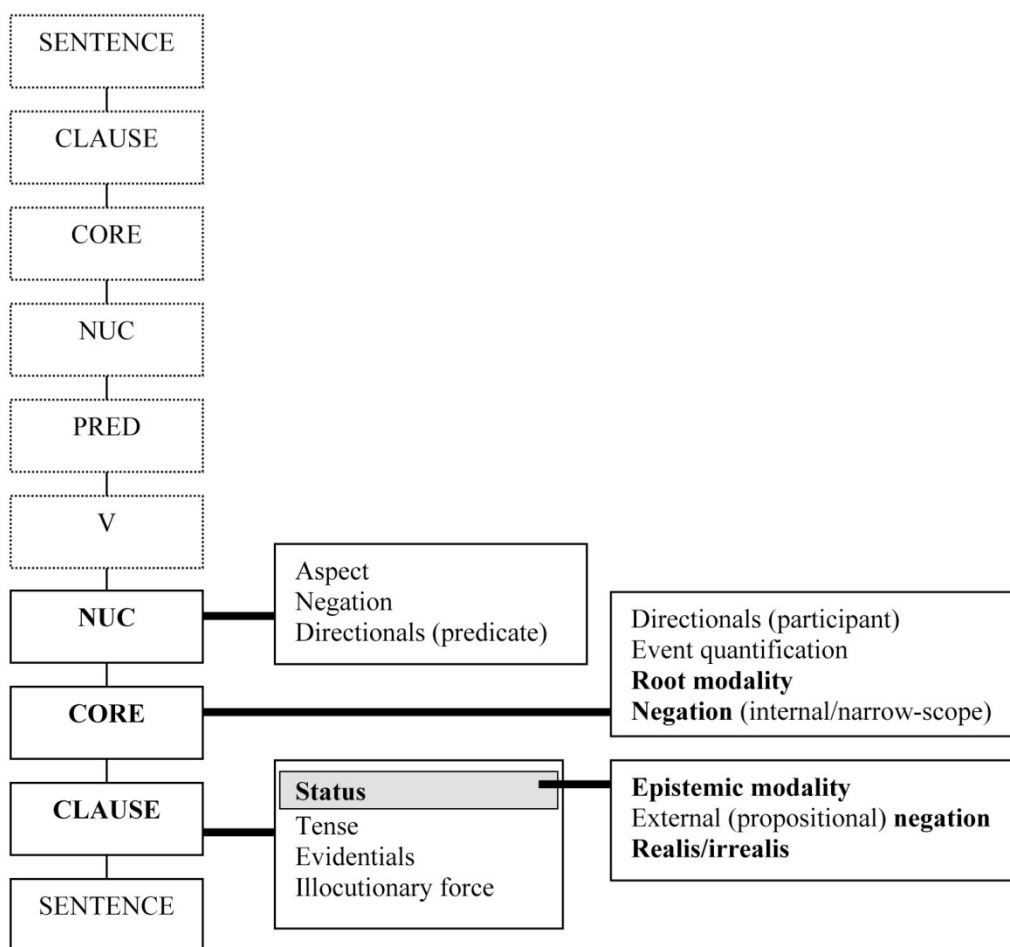 SENTENCE
CLAUSE
CORE
NUC
PRED
V
NUC
Aspect
Negation
Directionals (predicate)
CORE
Directionals (participant)
Event quantification
Root modality
Negation (internal/narrow-scope)
CLAUSE
Status
Tense
Evidentials
Illocutionary force
Epistemic modality
External (propositional) negation
Realis/irrealis
SENTENCE